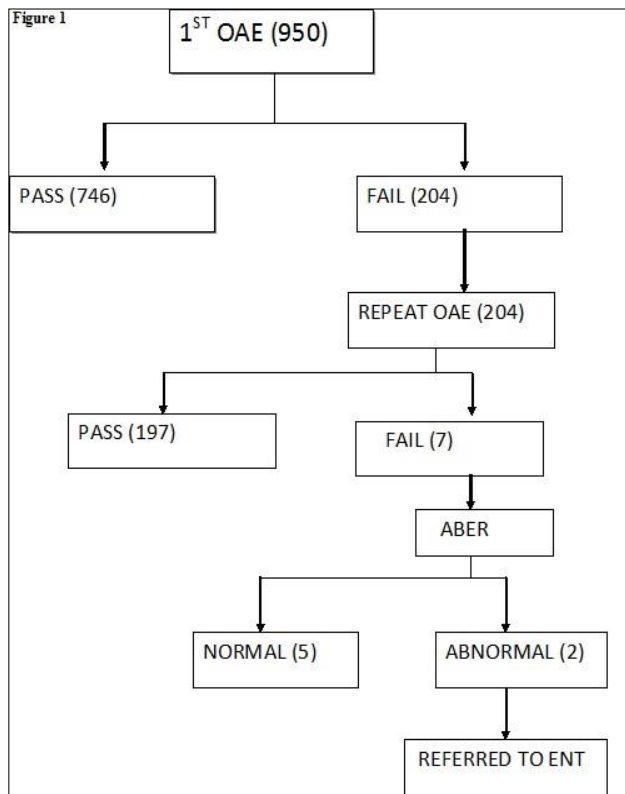 Figure 1
1ST OAE (950)
PASS (746)
FAIL (204)
REPEAT OAE (204)
PASS (197)
FAIL (7)
ABER
NORMAL (5)
ABNORMAL (2)
REFERRED TO ENT